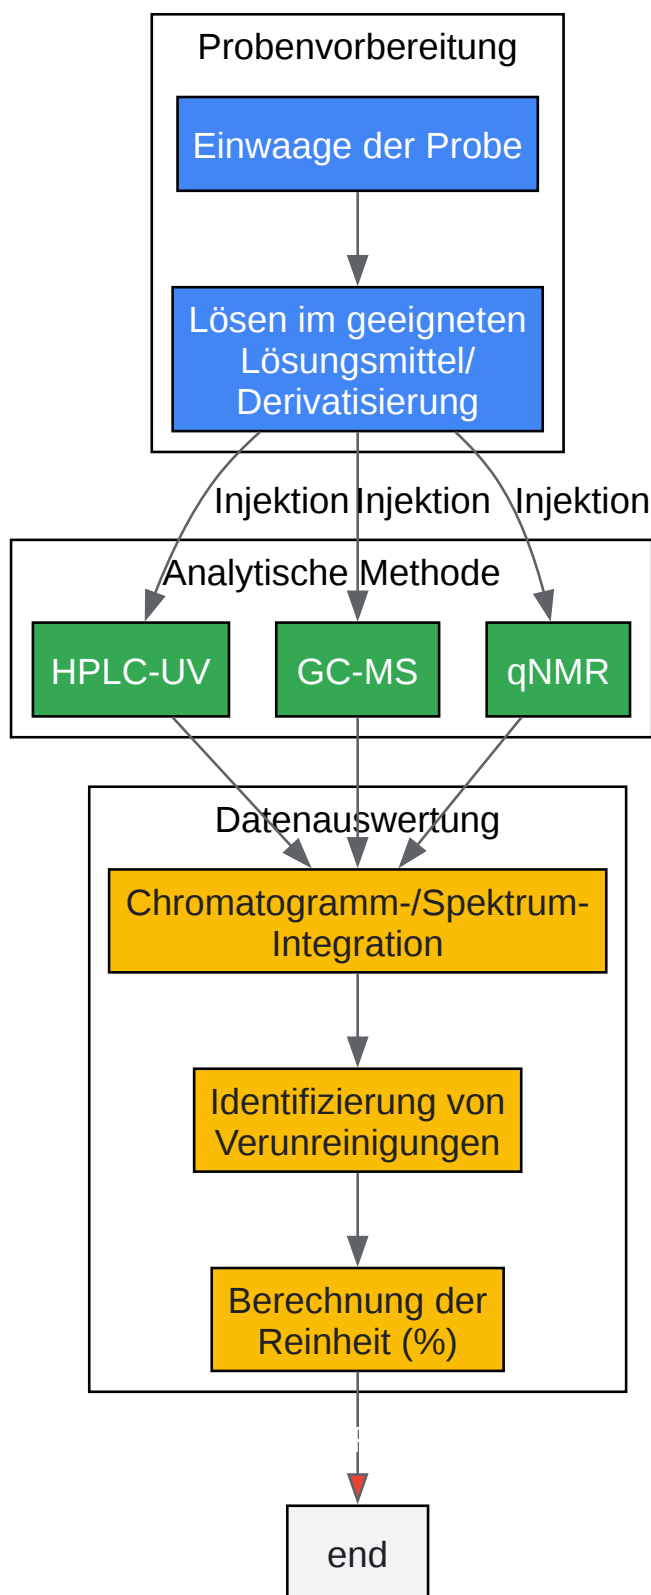 Probenvorbereitung
Einwaage der Probe
Lösen im geeigneten
Lösungsmittel/
Derivatisierung
Injektion Injektion Injektion
Analytische Methode
HPLC-UV GC-MS qNMR
Datenauswertung
Chromatogramm-/Spektrum-
Integration
Identifizierung von
Verunreinigungen
Berechnung der
Reinheit (%)
end